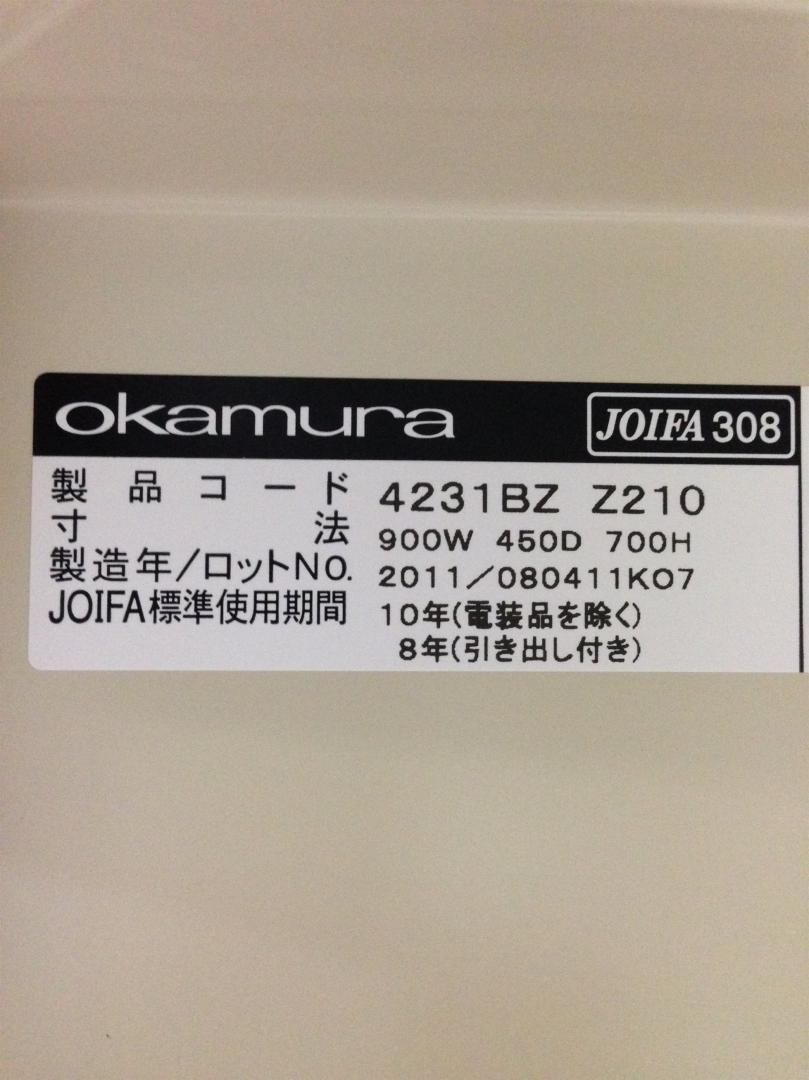 okamura JOIFA 308
製品コード 4231BZ Z210
寸法 900W 450D 700H
製造年/ロットNo. 2011/080411K07
JOIFA標準使用期間 10年(電装品を除く)
8年(引き出し付き)